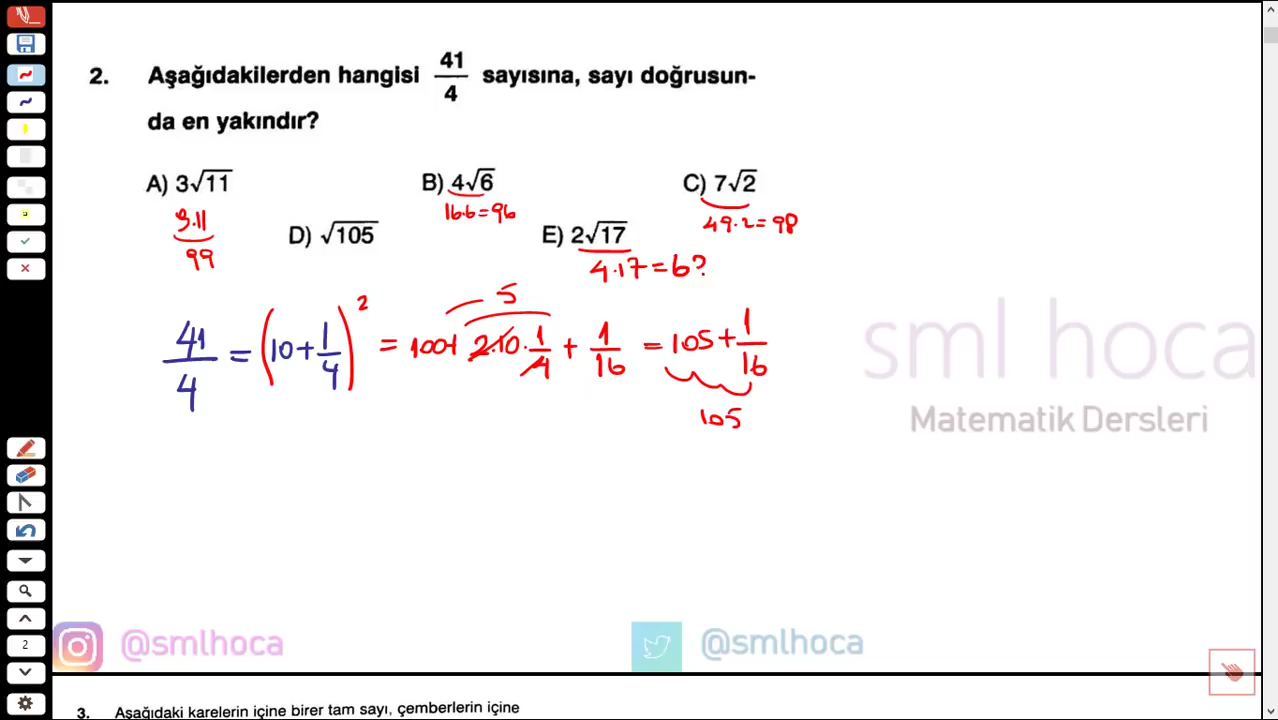 2. Aşağıdakilerden hangisi 41/4 sayısına, sayı doğrusun-
da en yakındır?
A) 3√11 B) 4√6 C) 7√2
9.11 16.6=96 49.2=98
99
D) √105 E) 2√17
4.17=6?
5
41/4 = (10+1/4)² = 100+ 2.10.1/4 + 1/16 = 105+1/16
105
sml hoca
Matematik Dersleri
@smlhoca @smlhoca
2
3. Aşağıdaki karelerin içine birer tam sayı, çemberlerin içine